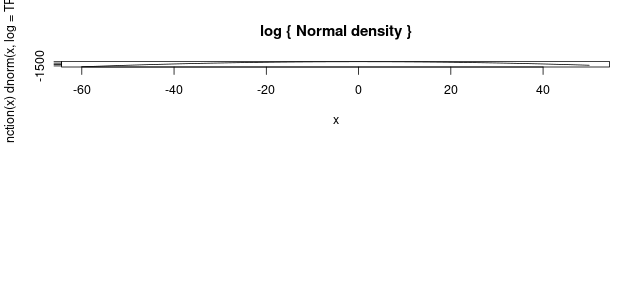 log { Normal density }
nction(x) dnorm(x, log = TF
-1500
-60 -40 -20 0 20 40
x